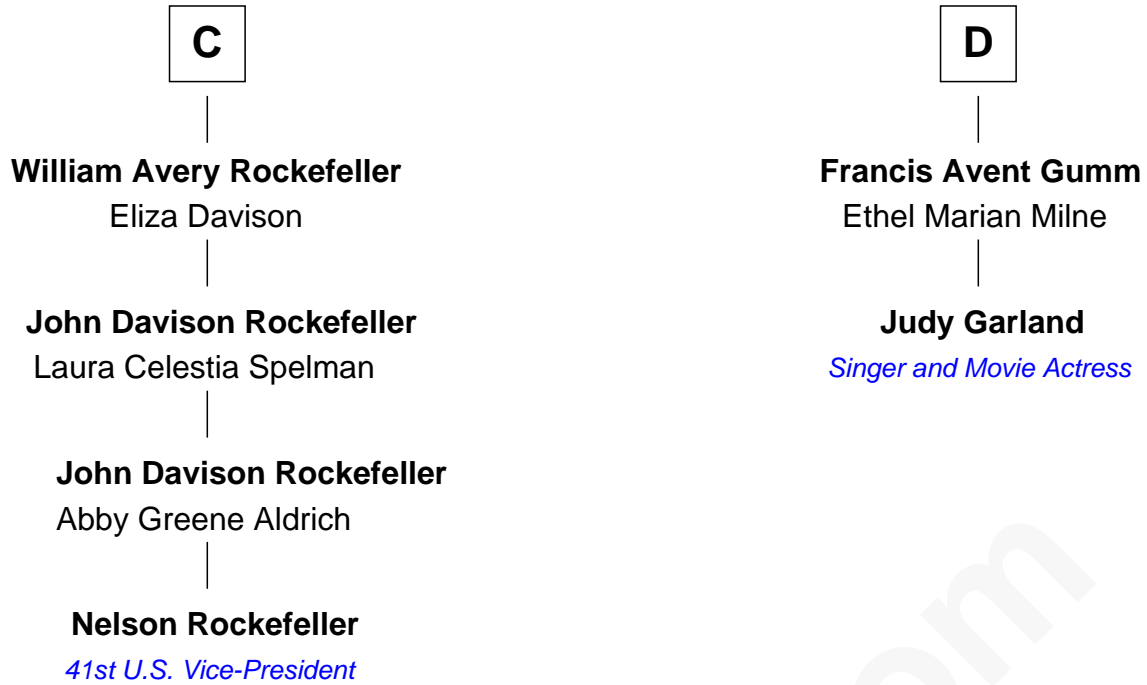 C
William Avery Rockefeller
Eliza Davison
John Davison Rockefeller
Laura Celestia Spelman
John Davison Rockefeller
Abby Greene Aldrich
Nelson Rockefeller
41st U.S. Vice-President
D
Francis Avent Gumm
Ethel Marian Milne
Judy Garland
Singer and Movie Actress
om